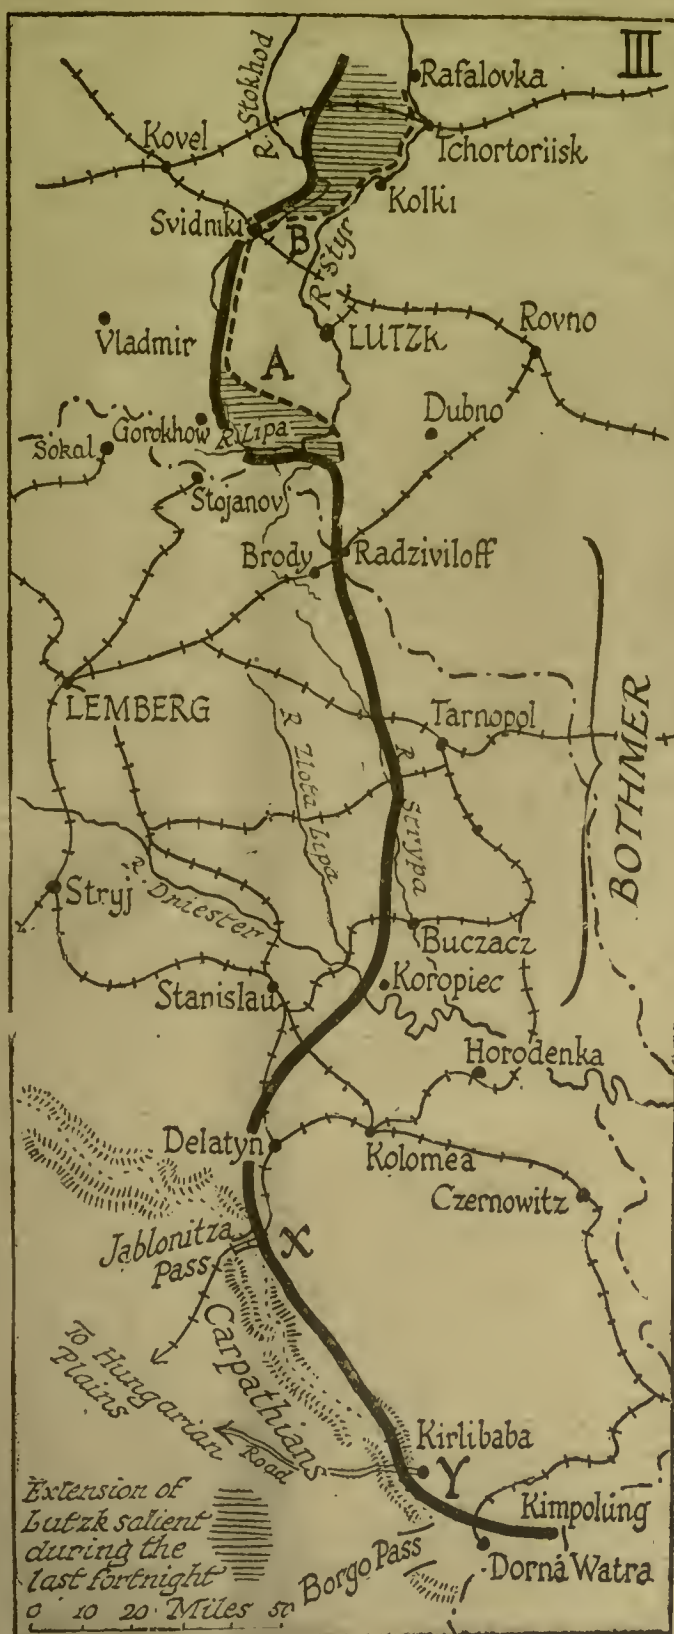 III
R. Stokhod
Rafalovka
Kovel
Tchortoriisk
Kolki
Svidniki
B
R. Styr
Vladmir
LUTZK
Rovno
A
Gorokhow
R. Lipa
Dubno
Sokal
Stojanov
Brody
Radziviloff
LEMBERG
Tarnopol
R. Zlota Lipa
R. Strypa
BOTHMER
Stryj
R. Dniester
Buczacz
Stanislau
Koropiec
Horodenka
Delatyn
Kolomea
Czernowitz
Jablonitza
Pass
X
Carpathians
To Hungarian
Plains
Road
Kirlibaba
Y
Kimpolung
Borgo Pass
Dorna Watra
Extension of
Lutzk salient
during the
last fortnight
0 10 20 Miles 50